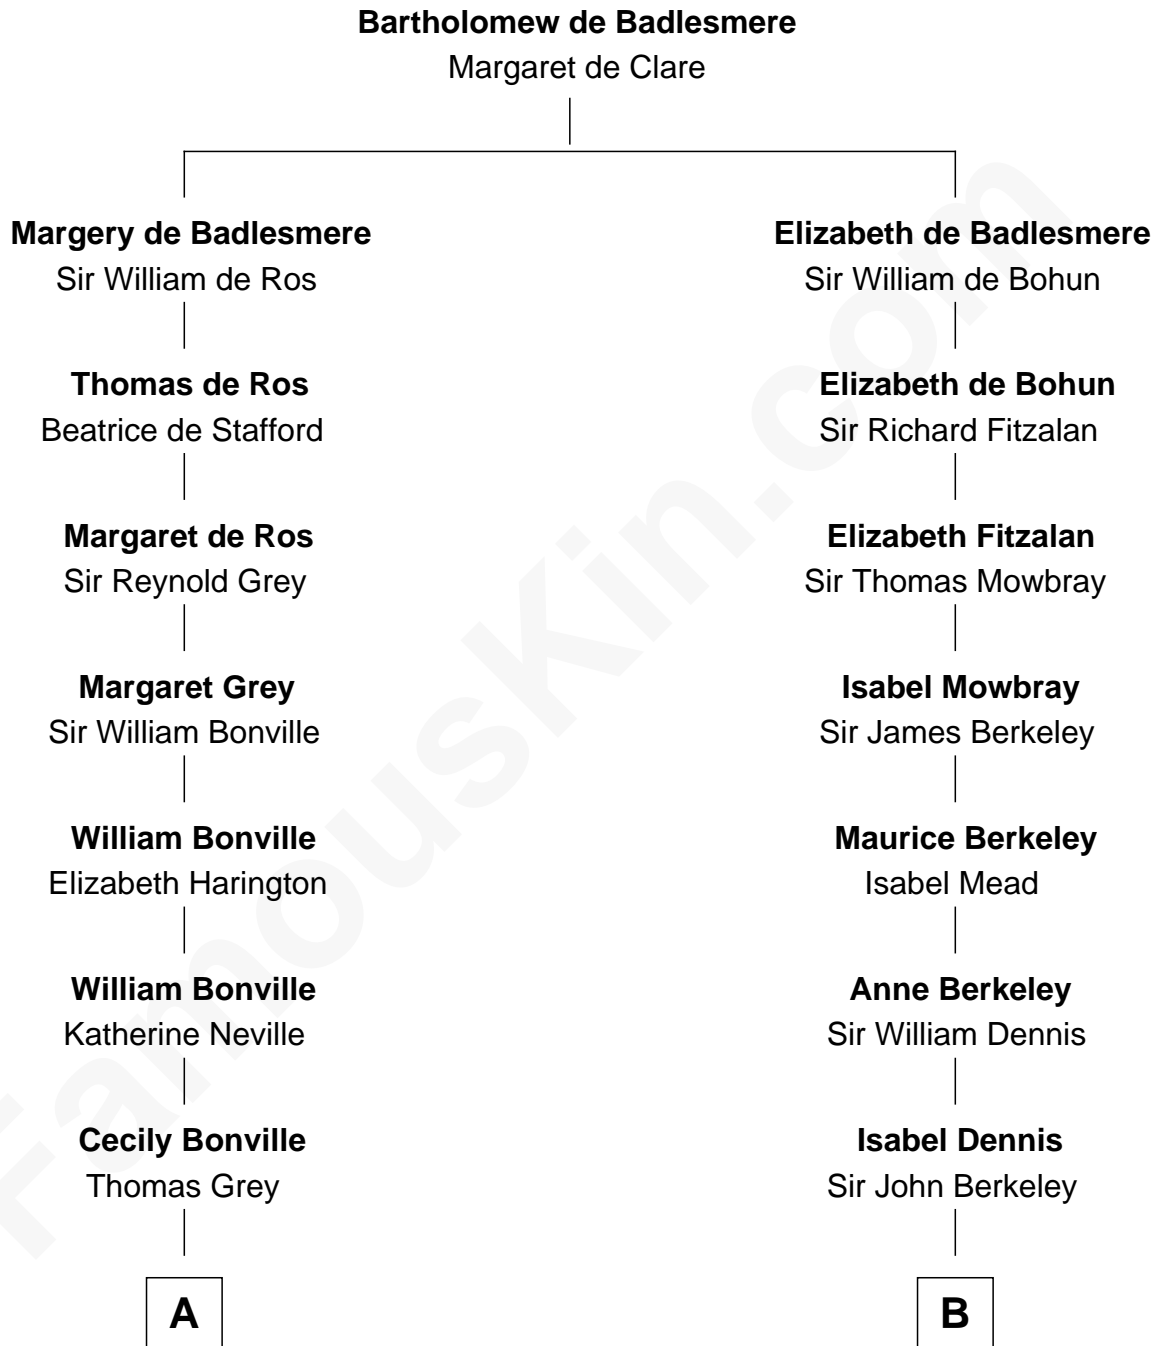 Bartholomew de Badlesmere
Margaret de Clare
Margery de Badlesmere
Sir William de Ros
Elizabeth de Badlesmere
Sir William de Bohun
Thomas de Ros
Beatrice de Stafford
Elizabeth de Bohun
Sir Richard Fitzalan
Margaret de Ros
Sir Reynold Grey
Elizabeth Fitzalan
Sir Thomas Mowbray
Margaret Grey
Sir William Bonville
Isabel Mowbray
Sir James Berkeley
William Bonville
Elizabeth Harington
Maurice Berkeley
Isabel Mead
William Bonville
Katherine Neville
Anne Berkeley
Sir William Dennis
Cecily Bonville
Thomas Grey
Isabel Dennis
Sir John Berkeley
A
B
FamousKin.com